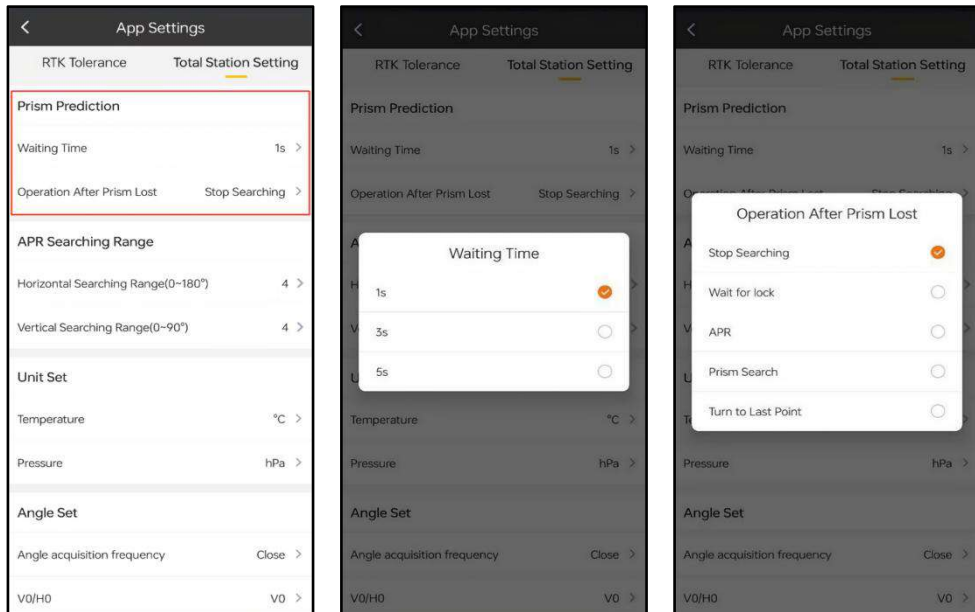 App Settings
RTK Tolerance Total Station Setting
Prism Prediction
Waiting Time 1s
Operation After Prism Lost Stop Searching
APR Searching Range
Horizontal Searching Range(0~180°) 4
Vertical Searching Range(0~90°) 4
Unit Set
Temperature °C
Pressure hPa
Angle Set
Angle acquisition frequency Close
V0/H0 V0
App Settings
RTK Tolerance Total Station Setting
Prism Prediction
Waiting Time 1s
Operation After Prism Lost Stop Searching
Waiting Time
1s
3s
5s
Temperature °C
Pressure hPa
Angle Set
Angle acquisition frequency Close
V0/H0 V0
App Settings
RTK Tolerance Total Station Setting
Prism Prediction
Waiting Time 1s
Operation After Prism Lost
Stop Searching
Wait for lock
APR
Prism Search
Turn to Last Point
Pressure hPa
Angle Set
Angle acquisition frequency Close
V0/H0 V0